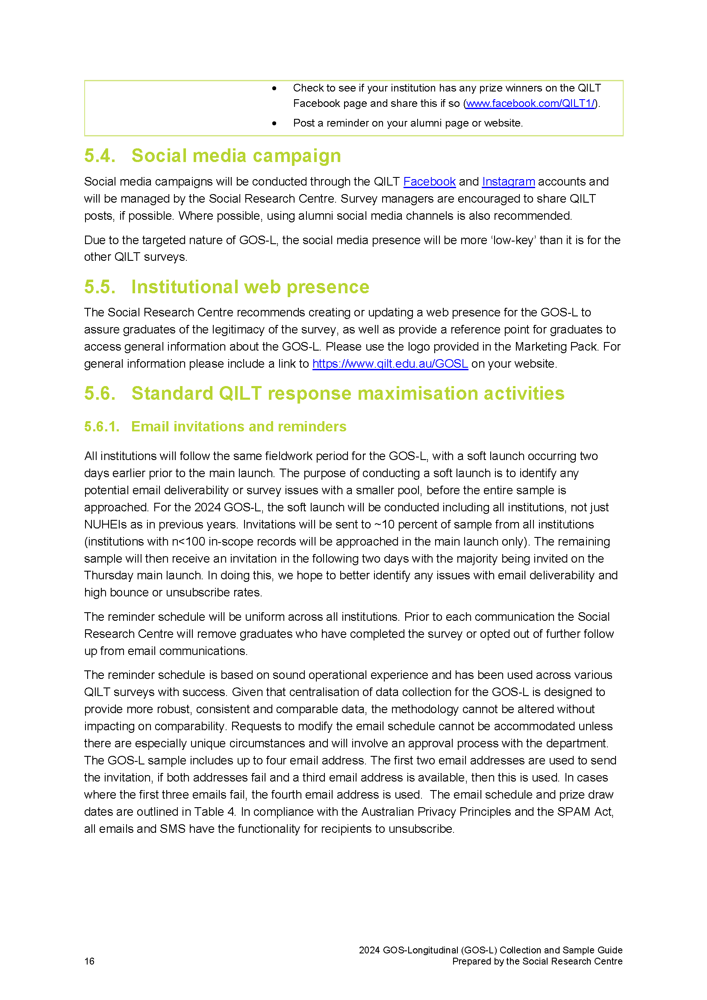 • Check to see if your institution has any prize winners on the QILT
Facebook page and share this if so (www.facebook.com/QILT1/).
• Post a reminder on your alumni page or website.
5.4. Social media campaign
Social media campaigns will be conducted through the QILT Facebook and Instagram accounts and
will be managed by the Social Research Centre. Survey managers are encouraged to share QILT
posts, if possible. Where possible, using alumni social media channels is also recommended.
Due to the targeted nature of GOS-L, the social media presence will be more ‘low-key’ than it is for the
other QILT surveys.
5.5. Institutional web presence
The Social Research Centre recommends creating or updating a web presence for the GOS-L to
assure graduates of the legitimacy of the survey, as well as provide a reference point for graduates to
access general information about the GOS-L. Please use the logo provided in the Marketing Pack. For
general information please include a link to https://www.qilt.edu.au/GOSL on your website.
5.6. Standard QILT response maximisation activities
5.6.1. Email invitations and reminders
All institutions will follow the same fieldwork period for the GOS-L, with a soft launch occurring two
days earlier prior to the main launch. The purpose of conducting a soft launch is to identify any
potential email deliverability or survey issues with a smaller pool, before the entire sample is
approached. For the 2024 GOS-L, the soft launch will be conducted including all institutions, not just
NUHEIs as in previous years. Invitations will be sent to ~10 percent of sample from all institutions
(institutions with n<100 in-scope records will be approached in the main launch only). The remaining
sample will then receive an invitation in the following two days with the majority being invited on the
Thursday main launch. In doing this, we hope to better identify any issues with email deliverability and
high bounce or unsubscribe rates.
The reminder schedule will be uniform across all institutions. Prior to each communication the Social
Research Centre will remove graduates who have completed the survey or opted out of further follow
up from email communications.
The reminder schedule is based on sound operational experience and has been used across various
QILT surveys with success. Given that centralisation of data collection for the GOS-L is designed to
provide more robust, consistent and comparable data, the methodology cannot be altered without
impacting on comparability. Requests to modify the email schedule cannot be accommodated unless
there are especially unique circumstances and will involve an approval process with the department.
The GOS-L sample includes up to four email address. The first two email addresses are used to send
the invitation, if both addresses fail and a third email address is available, then this is used. In cases
where the first three emails fail, the fourth email address is used.  The email schedule and prize draw
dates are outlined in Table 4. In compliance with the Australian Privacy Principles and the SPAM Act,
all emails and SMS have the functionality for recipients to unsubscribe.
2024 GOS-Longitudinal (GOS-L) Collection and Sample Guide
16 Prepared by the Social Research Centre